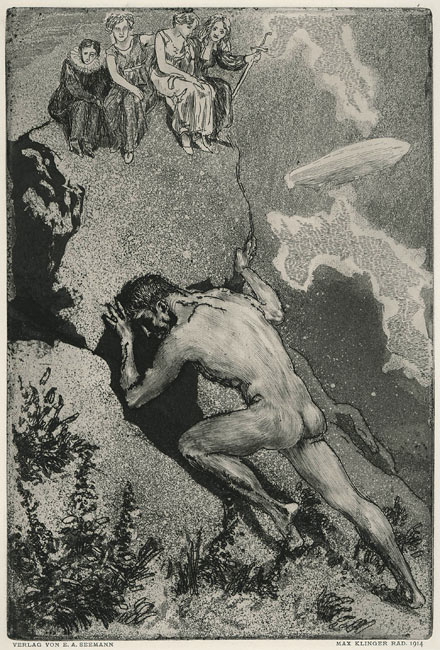 VERLAG VON E. A. SEEMANN
MAX KLINGER RAD. 1914